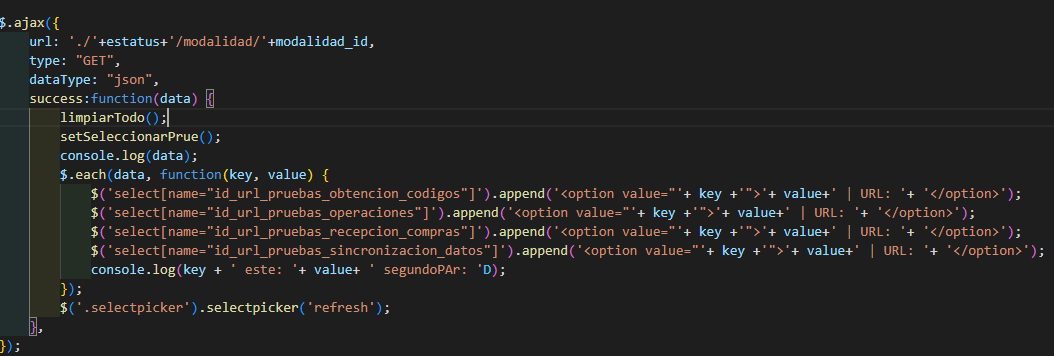 $.ajax({
url: './'+estatus+'/modalidad/'+modalidad_id,
type: "GET",
dataType: "json",
success:function(data) {
limpiarTodo();
setSeleccionarPrue();
console.log(data);
$.each(data, function(key, value) {
$('select[name="id_url_pruebas_obtencion_codigos"]').append('<option value="'+ key +'">'+ value+' | URL: '+ '</option>');
$('select[name="id_url_pruebas_operaciones"]').append('<option value="'+ key +'">'+ value+' | URL: '+ '</option>');
$('select[name="id_url_pruebas_recepcion_compras"]').append('<option value="'+ key +'">'+ value+' | URL: '+ '</option>');
$('select[name="id_url_pruebas_sincronizacion_datos"]').append('<option value="'+ key +'">'+ value+' | URL: '+ '</option>');
console.log(key + ' este: '+ value+ ' segundoPAr: 'D);
});
$('.selectpicker').selectpicker('refresh');
},
});